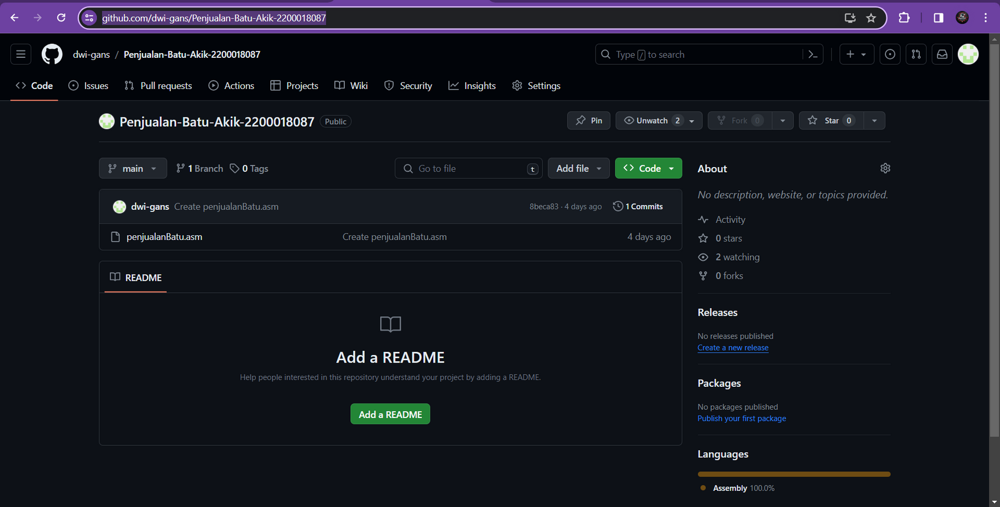 github.com/dwi-gans/Penjualan-Batu-Akik-2200018087
dwi-gans / Penjualan-Batu-Akik-2200018087
Type / to search
Code Issues Pull requests Actions Projects Wiki Security Insights Settings
Penjualan-Batu-Akik-2200018087 Public
Pin Unwatch 2 Fork 0 Star 0
main 1 Branch 0 Tags
Go to file t Add file Code
dwi-gans Create penjualanBatu.asm 8beca83 · 4 days ago 1 Commits
penjualanBatu.asm Create penjualanBatu.asm 4 days ago
README
Add a README
Help people interested in this repository understand your project by adding a README.
Add a README
About
No description, website, or topics provided.
Activity
0 stars
2 watching
0 forks
Releases
No releases published
Create a new release
Packages
No packages published
Publish your first package
Languages
Assembly 100.0%